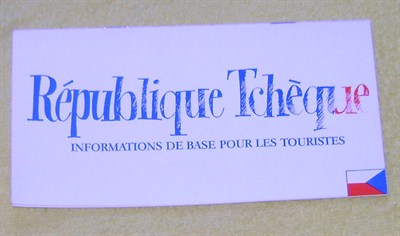 République Tchèque
INFORMATIONS DE BASE POUR LES TOURISTES